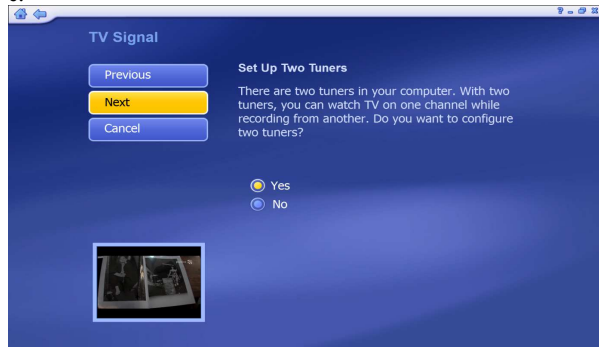 TV Signal
Previous
Next
Cancel
Set Up Two Tuners
There are two tuners in your computer. With two
tuners, you can watch TV on one channel while
recording from another. Do you want to configure
two tuners?
Yes
No